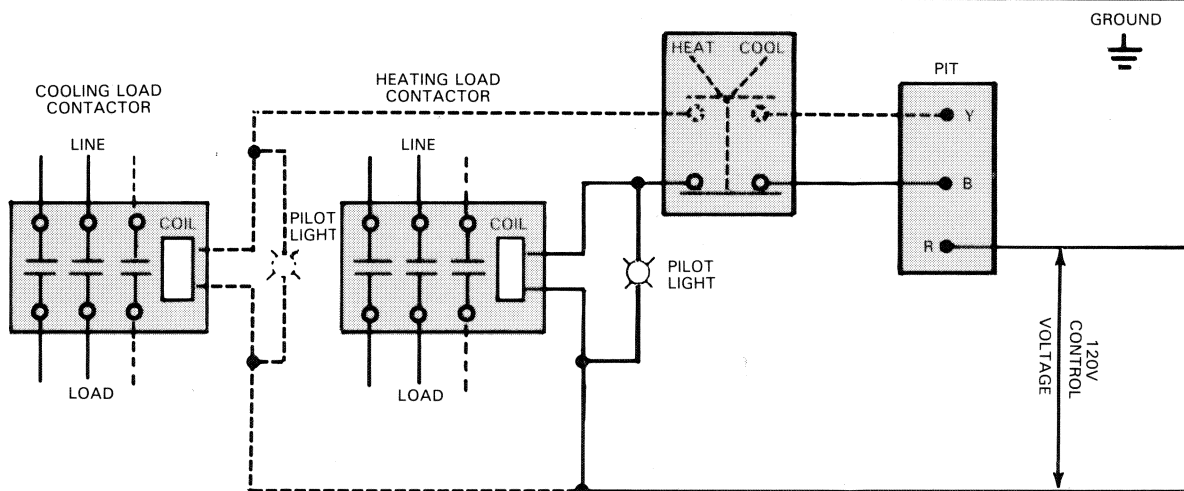 GROUND
HEAT COOL
PIT
COOLING LOAD
CONTACTOR
HEATING LOAD
CONTACTOR
Y
LINE
LINE
B
COIL
PILOT
LIGHT
COIL
R
PILOT
LIGHT
120V
CONTROL
VOLTAGE
LOAD
LOAD